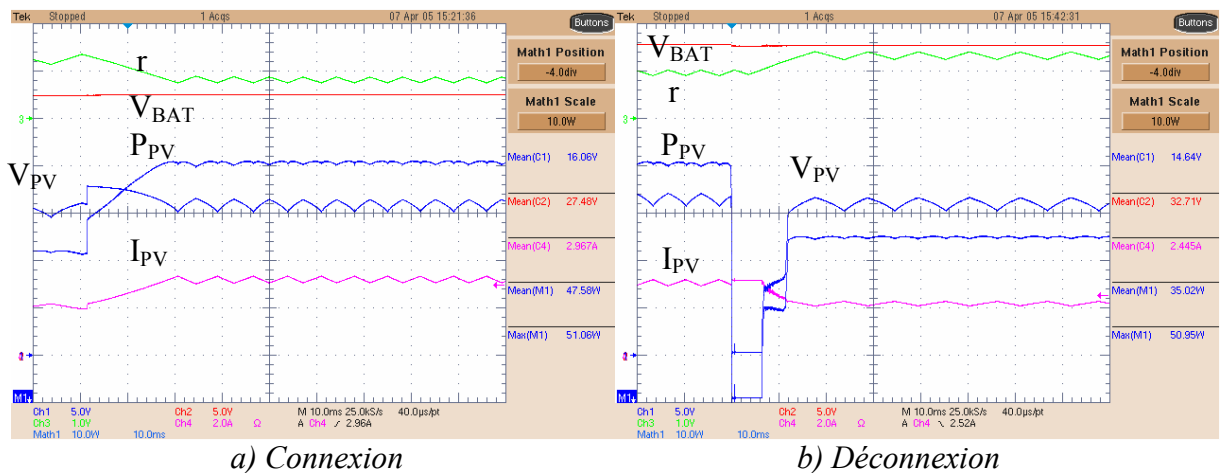 Tek Stopped 1 Acqs 07 Apr 05 15:21:36
Buttons
Math1 Position
-4.0div
Math1 Scale
10.0W
Mean(C1) 16.06V
Mean(C2) 27.48V
Mean(C4) 2.967A
Mean(M1) 47.58W
Max(M1) 51.06W
r
VBAT
PPV
VPV
IPV
3
M1
Ch1 5.0V Ch2 5.0V M 10.0ms 25.0kS/s 40.0µs/pt
Ch3 1.0V Ch4 2.0A Ω A Ch4 2.96A
Math1 10.0W 10.0ms
a) Connexion
Tek Stopped 1 Acqs 07 Apr 05 15:42:31
Buttons
Math1 Position
-4.0div
Math1 Scale
10.0W
Mean(C1) 14.64V
Mean(C2) 32.71V
Mean(C4) 2.445A
Mean(M1) 35.02W
Max(M1) 50.95W
VBAT
r
PPV
VPV
IPV
3
M1
Ch1 5.0V Ch2 5.0V M 10.0ms 25.0kS/s 40.0µs/pt
Ch3 1.0V Ch4 2.0A Ω A Ch4 2.52A
Math1 10.0W 10.0ms
b) Déconnexion